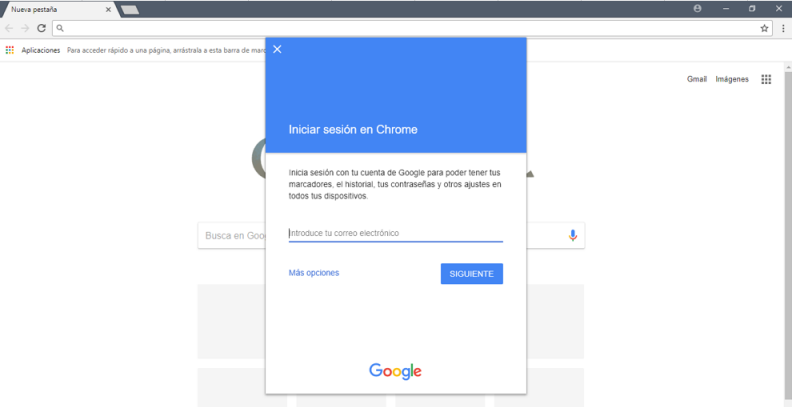 Nueva pestaña
Aplicaciones Para acceder rápido a una página, arrástrala a esta barra de marc
Gmail Imágenes
Iniciar sesión en Chrome
Inicia sesión con tu cuenta de Google para poder tener tus
marcadores, el historial, tus contraseñas y otros ajustes en
todos tus dispositivos.
Busca en Goo
Introduce tu correo electrónico
Más opciones
SIGUIENTE
Google